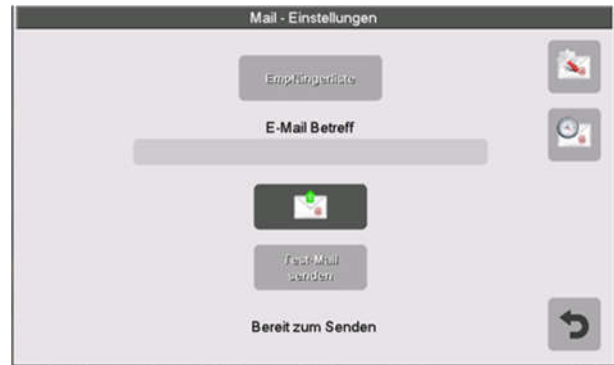 Mail - Einstellungen
Empfängerliste
E-Mail Betreff
Test-Mail
senden
Bereit zum Senden